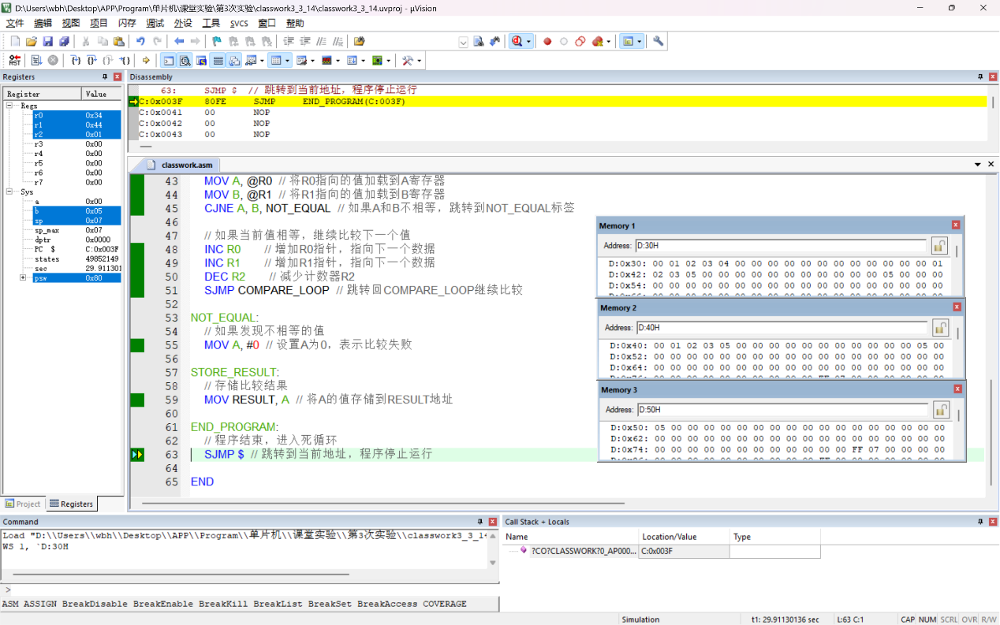 D:\Users\wbh\Desktop\APP\Program\单片机\课堂实验\第3次实验\classwork3_3_14\classwork3_3_14.uvproj - µVision
文件 编辑 视图 项目 闪存 调试 外设 工具 SVCS 窗口 帮助
Registers
Register Value
Regs
r0 0x34
r1 0x44
r2 0x01
r3 0x00
r4 0x00
r5 0x00
r6 0x00
r7 0x00
Sys
a 0x00
b 0x05
sp 0x07
sp_max 0x07
dptr 0x0000
PC $ C:0x003F
states 49852149
sec 29.911301
psw 0x80
Project Registers
Disassembly
63: SJMP $ // 跳转到当前地址，程序停止运行
C:0x003F 80FE SJMP END_PROGRAM(C:003F)
C:0x0041 00 NOP
C:0x0042 00 NOP
C:0x0043 00 NOP
classwork.asm
43 MOV A, @R0 // 将R0指向的值加载到A寄存器
44 MOV B, @R1 // 将R1指向的值加载到B寄存器
45 CJNE A, B, NOT_EQUAL // 如果A和B不相等，跳转到NOT_EQUAL标签
46
47 // 如果当前值相等，继续比较下一个值
48 INC R0 // 增加R0指针，指向下一个数据
49 INC R1 // 增加R1指针，指向下一个数据
50 DEC R2 // 减少计数器R2
51 SJMP COMPARE_LOOP // 跳转回COMPARE_LOOP继续比较
52
53 NOT_EQUAL:
54 // 如果发现不相等的值
55 MOV A, #0 // 设置A为0，表示比较失败
56
57 STORE_RESULT:
58 // 存储比较结果
59 MOV RESULT, A // 将A的值存储到RESULT地址
60
61 END_PROGRAM:
62 // 程序结束，进入死循环
63 SJMP $ // 跳转到当前地址，程序停止运行
64
65 END
Memory 1
Address: D:30H
D:0x30: 00 01 02 03 04 00 00 00 00 00 00 00 00 00 00 00 00 01
D:0x42: 02 03 05 00 00 00 00 00 00 00 00 00 00 00 05 00 00 00
D:0x54: 00 00 00 00 00 00 00 00 00 00 00 00 00 00 00 00 00 00
Memory 2
Address: D:40H
D:0x40: 00 01 02 03 05 00 00 00 00 00 00 00 00 00 00 00 05 00
D:0x52: 00 00 00 00 00 00 00 00 00 00 00 00 00 00 00 00 00 00
D:0x64: 00 00 00 00 00 00 00 00 00 00 00 00 00 00 00 00 00 00
Memory 3
Address: D:50H
D:0x50: 05 00 00 00 00 00 00 00 00 00 00 00 00 00 00 00 00 00
D:0x62: 00 00 00 00 00 00 00 00 00 00 00 00 00 00 00 00 00 00
D:0x74: 00 00 00 00 00 00 00 00 00 00 00 00 FF 07 00 00 00 00
Command
Load "D:\\Users\\wbh\\Desktop\\APP\\Program\\单片机\\课堂实验\\第3次实验\\classwork3_3_14
WS 1, `D:30H
>
ASM ASSIGN BreakDisable BreakEnable BreakKill BreakList BreakSet BreakAccess COVERAGE
Call Stack + Locals
Name Location/Value Type
?CO?CLASSWORK?0_AP000... C:0x003F
Simulation t1: 29.91130136 sec L:63 C:1 CAP NUM SCRL OVR R/W